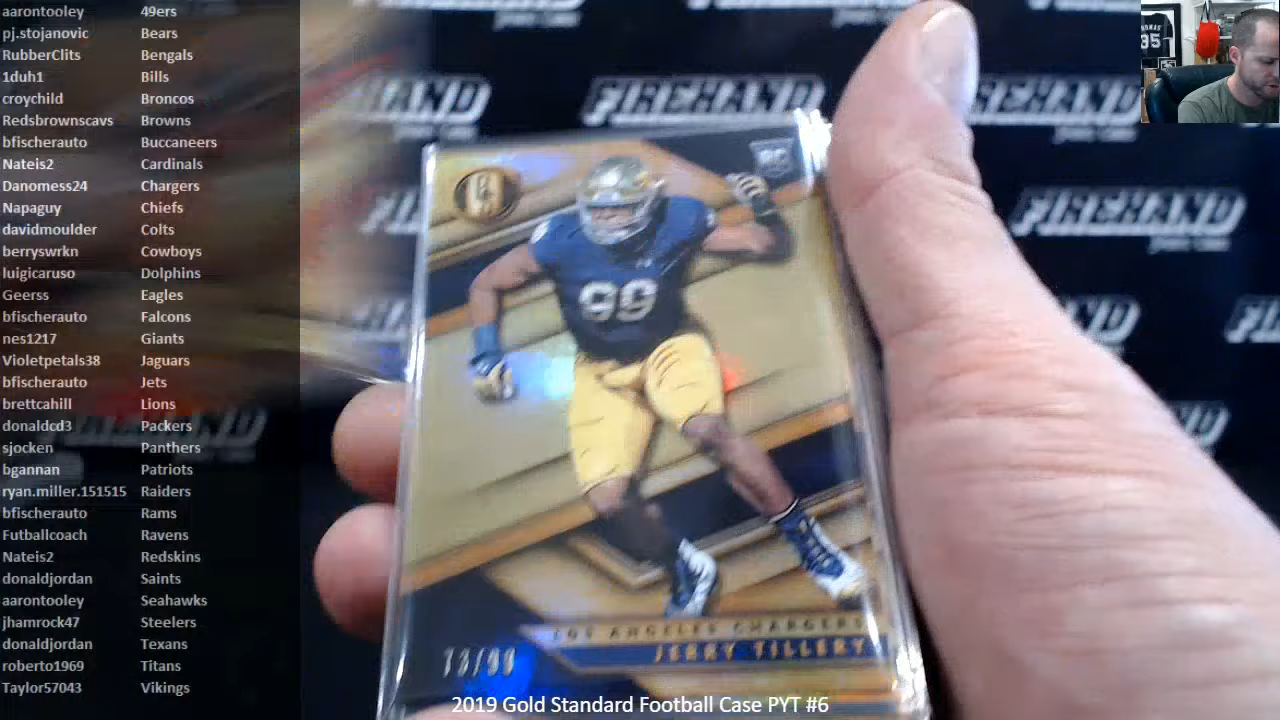 aarontooley 49ers
pj.stojanovic Bears
RubberClits Bengals
1duh1 Bills
croychild Broncos
Redsbrownscavs Browns
bfischerauto Buccaneers
Nateis2 Cardinals
Danomess24 Chargers
Napaguy Chiefs
davidmoulder Colts
berryswrkn Cowboys
luigicaruso Dolphins
Geerss Eagles
bfischerauto Falcons
nes1217 Giants
Violetpetals38 Jaguars
bfischerauto Jets
brettcahill Lions
donaldcd3 Packers
sjocken Panthers
bgannan Patriots
ryan.miller.151515 Raiders
bfischerauto Rams
Futballcoach Ravens
Nateis2 Redskins
donaldjordan Saints
aarontooley Seahawks
jhamrock47 Steelers
donaldjordan Texans
roberto1969 Titans
Taylor57043 Vikings
FIREHAND
FIREHAND
FIREHAND
RC
99
LOS ANGELES CHARGERS
JERRY TILLERY
73/99
2019 Gold Standard Football Case PYT #6